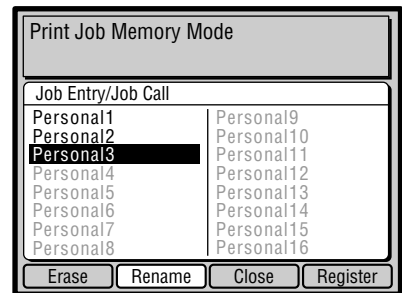 Print Job Memory Mode
Job Entry/Job Call
Personal1
Personal2
Personal3
Personal4
Personal5
Personal6
Personal7
Personal8
Personal9
Personal10
Personal11
Personal12
Personal13
Personal14
Personal15
Personal16
Erase
Rename
Close
Register